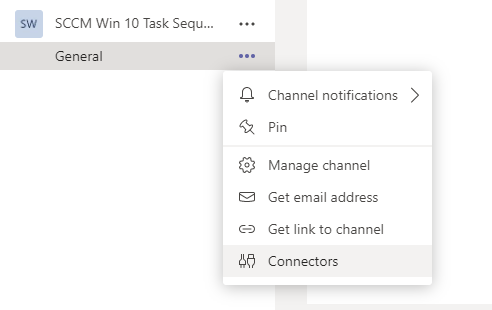 SW SCCM Win 10 Task Sequ...
General
Channel notifications
Pin
Manage channel
Get email address
Get link to channel
Connectors